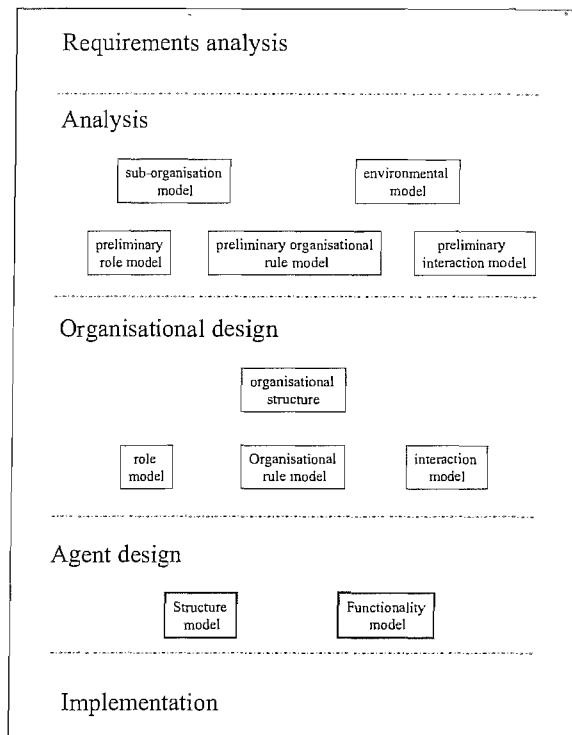 Requirements analysis
Analysis
sub-organisation
model
environmental
model
preliminary
role model
preliminary organisational
rule model
preliminary
interaction model
Organisational design
organisational
structure
role
model
Organisational
rule model
interaction
model
Agent design
Structure
model
Functionality
model
Implementation